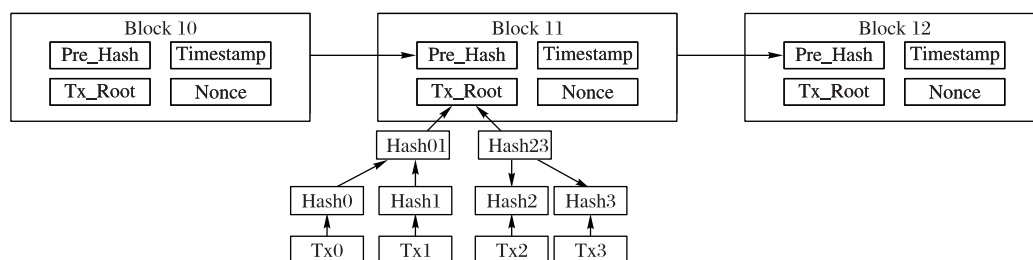 Block 10
Block 11
Block 12
Pre_Hash Timestamp
Pre_Hash Timestamp
Pre_Hash Timestamp
Tx_Root Nonce
Tx_Root Nonce
Tx_Root Nonce
Hash01 Hash23
Hash0 Hash1 Hash2 Hash3
Tx0 Tx1 Tx2 Tx3